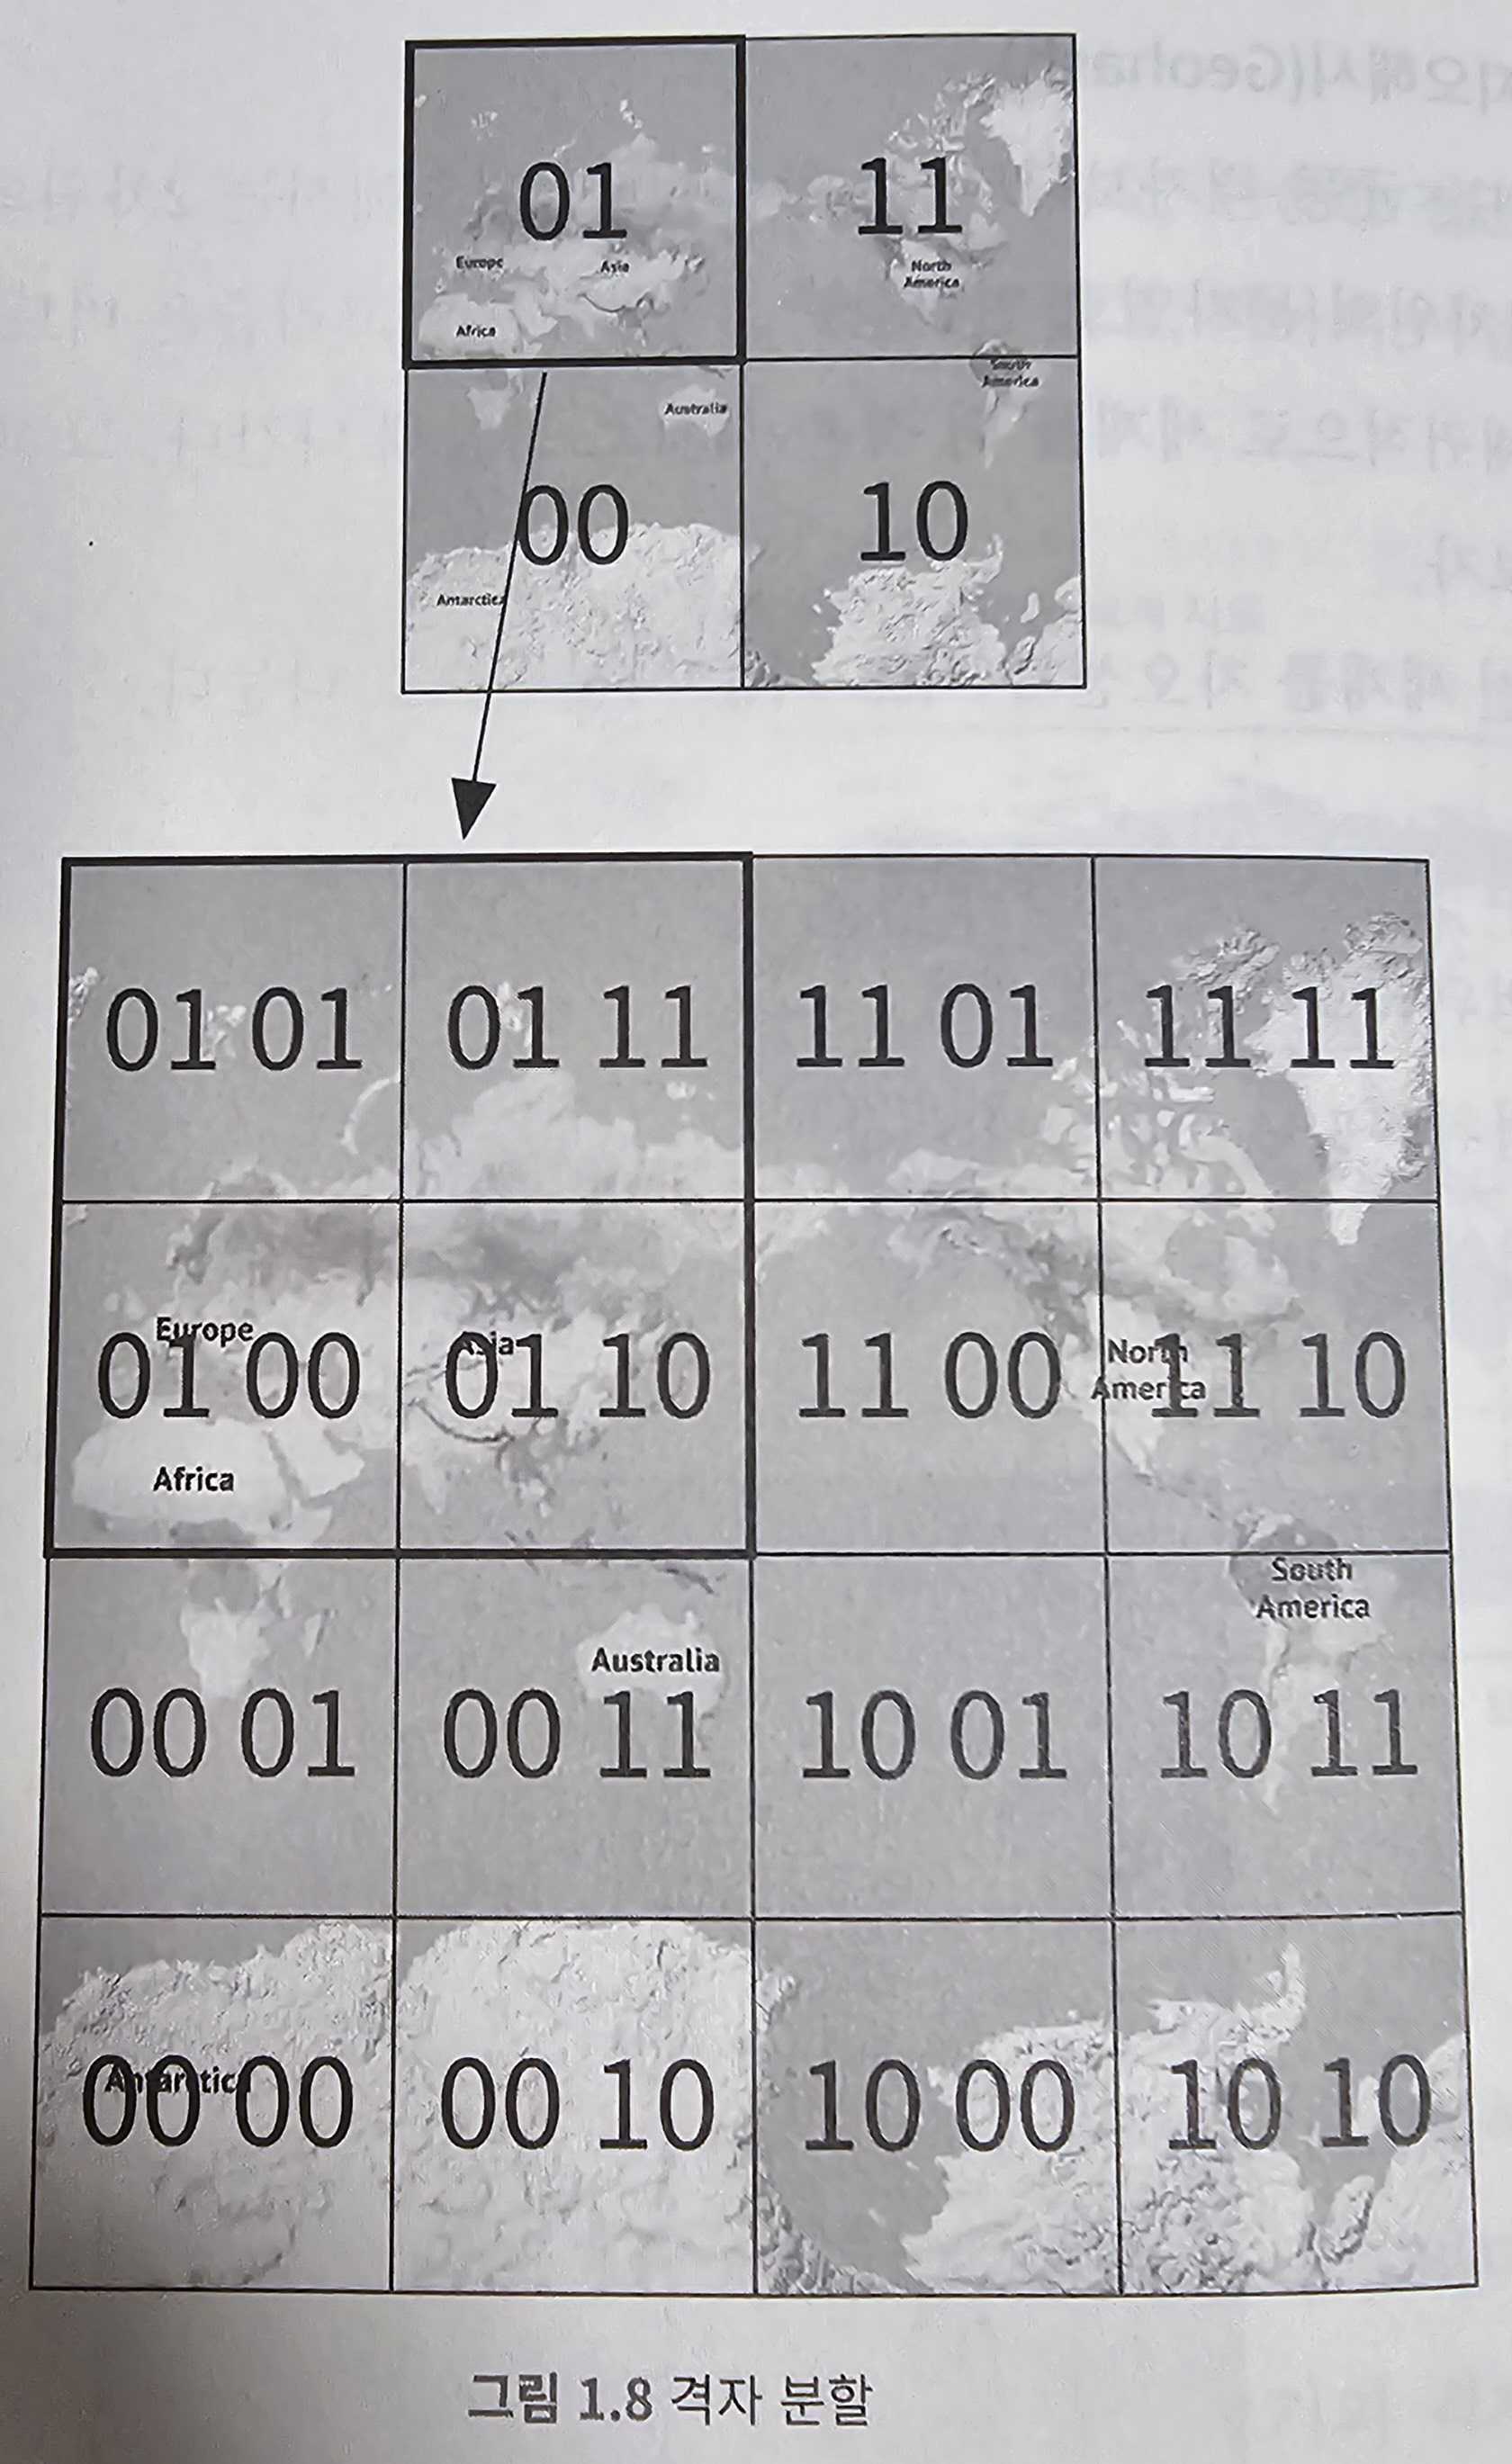 01 11
Europe Asia North
America
Africa
South
America
Australia
00 10
Antarctica
01 01 01 11 11 01 11 11
Europe Asia North
America
01 00 01 10 11 00 11 10
Africa
South
America
Australia
00 01 00 11 10 01 10 11
Antarctica
00 00 00 10 10 00 10 10
그림 1.8 격자 분할